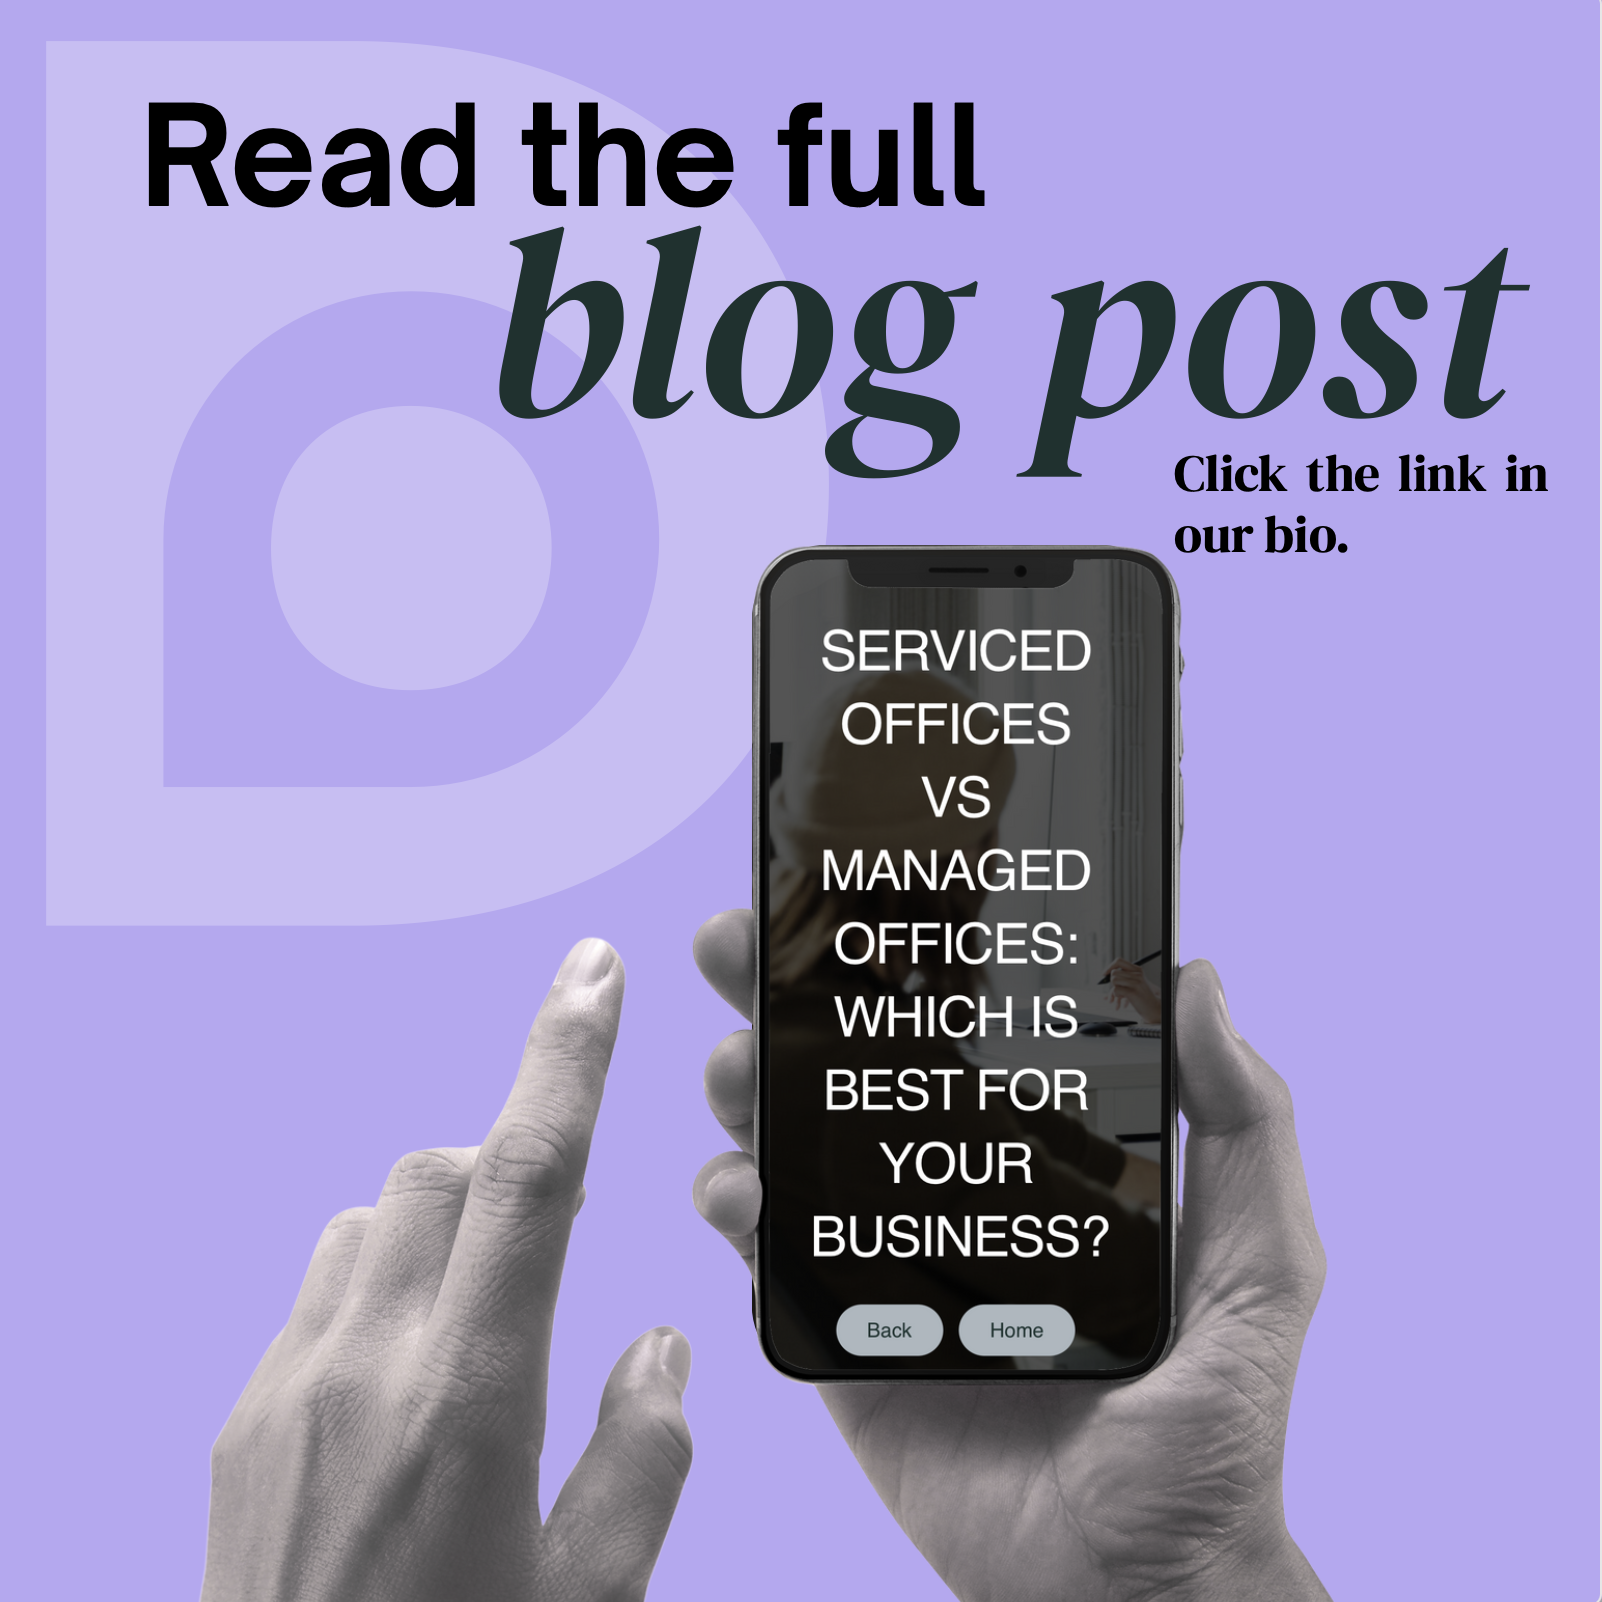 Read the full
blog post
Click the link in
our bio.
SERVICED
OFFICES
VS
MANAGED
OFFICES:
WHICH IS
BEST FOR
YOUR
BUSINESS?
Back
Home